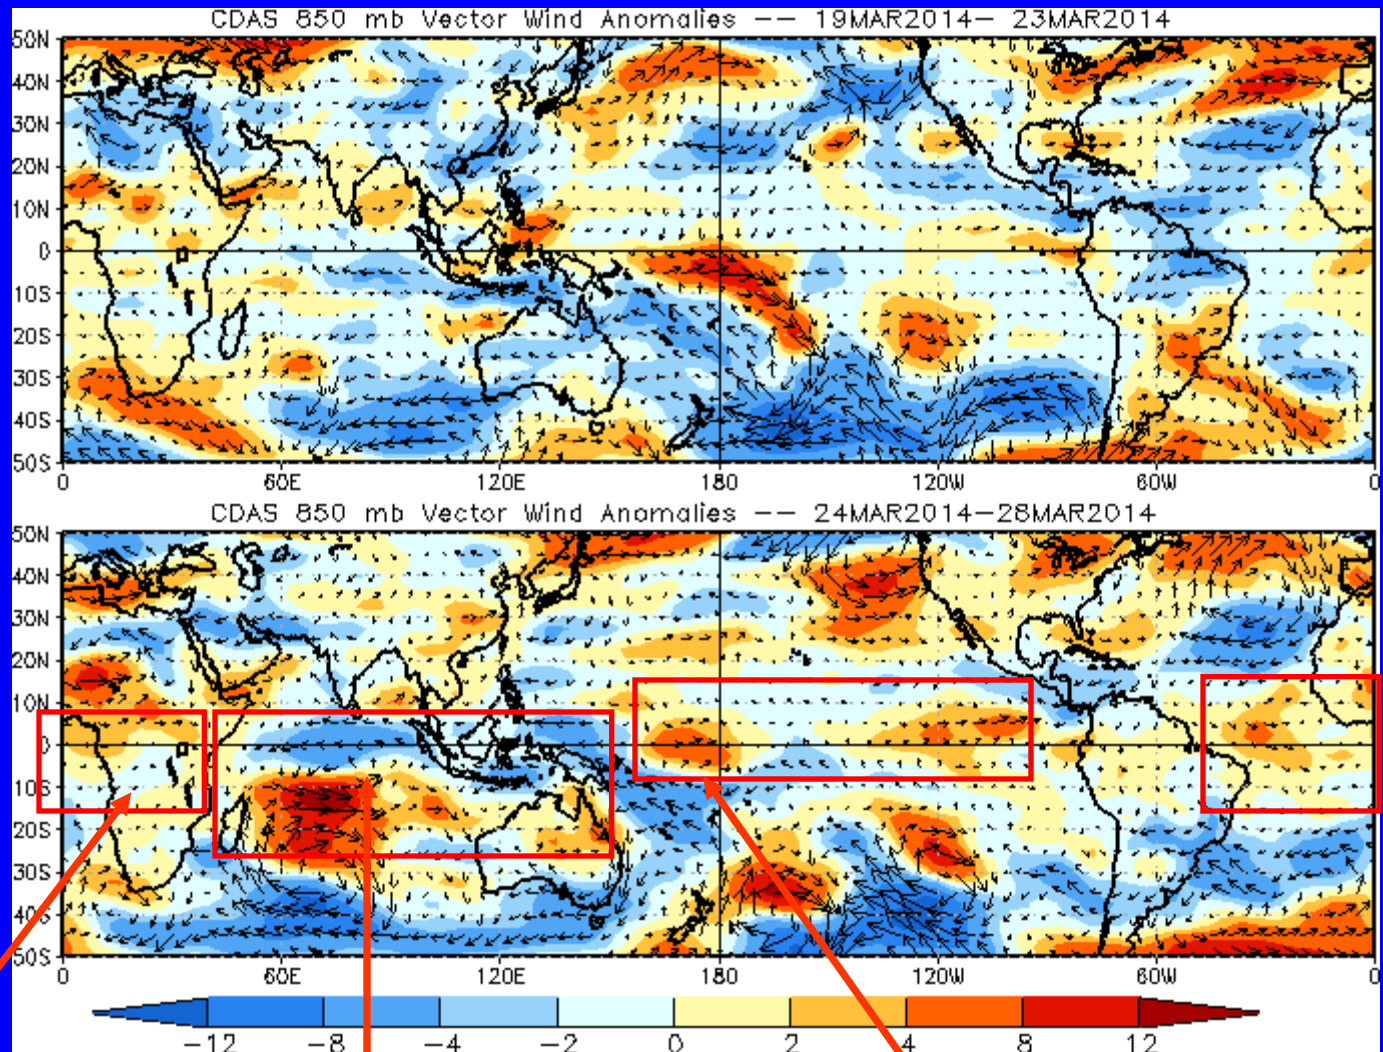 CDAS 850 mb Vector Wind Anomalies -- 19MAR2014- 23MAR2014
50N
40N
30N
20N
10N
0
10S
20S
30S
40S
50S
0 60E 120E 180 120W 60W 0
CDAS 850 mb Vector Wind Anomalies -- 24MAR2014-28MAR2014
50N
40N
30N
20N
10N
0
10S
20S
30S
40S
50S
0 60E 120E 180 120W 60W 0
-12 -8 -4 -2 0 2 4 8 12